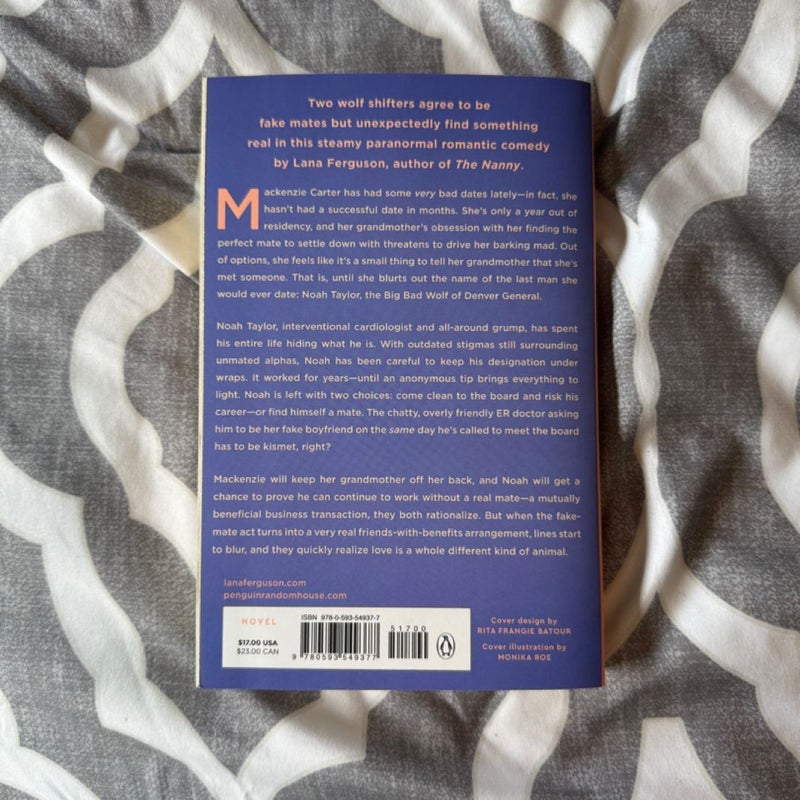 Two wolf shifters agree to be
fake mates but unexpectedly find something
real in this steamy paranormal romantic comedy
by Lana Ferguson, author of The Nanny.
Mackenzie Carter has had some very bad dates lately—in fact, she
hasn't had a successful date in months. She's only a year out of
residency, and her grandmother's obsession with her finding the
perfect mate to settle down with threatens to drive her barking mad. Out
of options, she feels like it's a small thing to tell her grandmother that she's
met someone. That is, until she blurts out the name of the last man she
would ever date: Noah Taylor, the Big Bad Wolf of Denver General.
Noah Taylor, interventional cardiologist and all-around grump, has spent
his entire life hiding what he is. With outdated stigmas still surrounding
unmated alphas, Noah has been careful to keep his designation under
wraps. It worked for years—until an anonymous tip brings everything to
light. Noah is left with two choices: come clean to the board and risk his
career—or find himself a mate. The chatty, overly friendly ER doctor asking
him to be her fake boyfriend on the same day he's called to meet the board
has to be kismet, right?
Mackenzie will keep her grandmother off her back, and Noah will get a
chance to prove he can continue to work without a real mate—a mutually
beneficial business transaction, they both rationalize. But when the fake-
mate act turns into a very real friends-with-benefits arrangement, lines start
to blur, and they quickly realize love is a whole different kind of animal.
lanaferguson.com
penguinrandomhouse.com
NOVEL
$17.00 USA
$23.00 CAN
ISBN 978-0-593-54937-7
51700
9 780593 549377
Cover design by
RITA FRANGIE BATOUR
Cover illustration by
MONIKA ROE